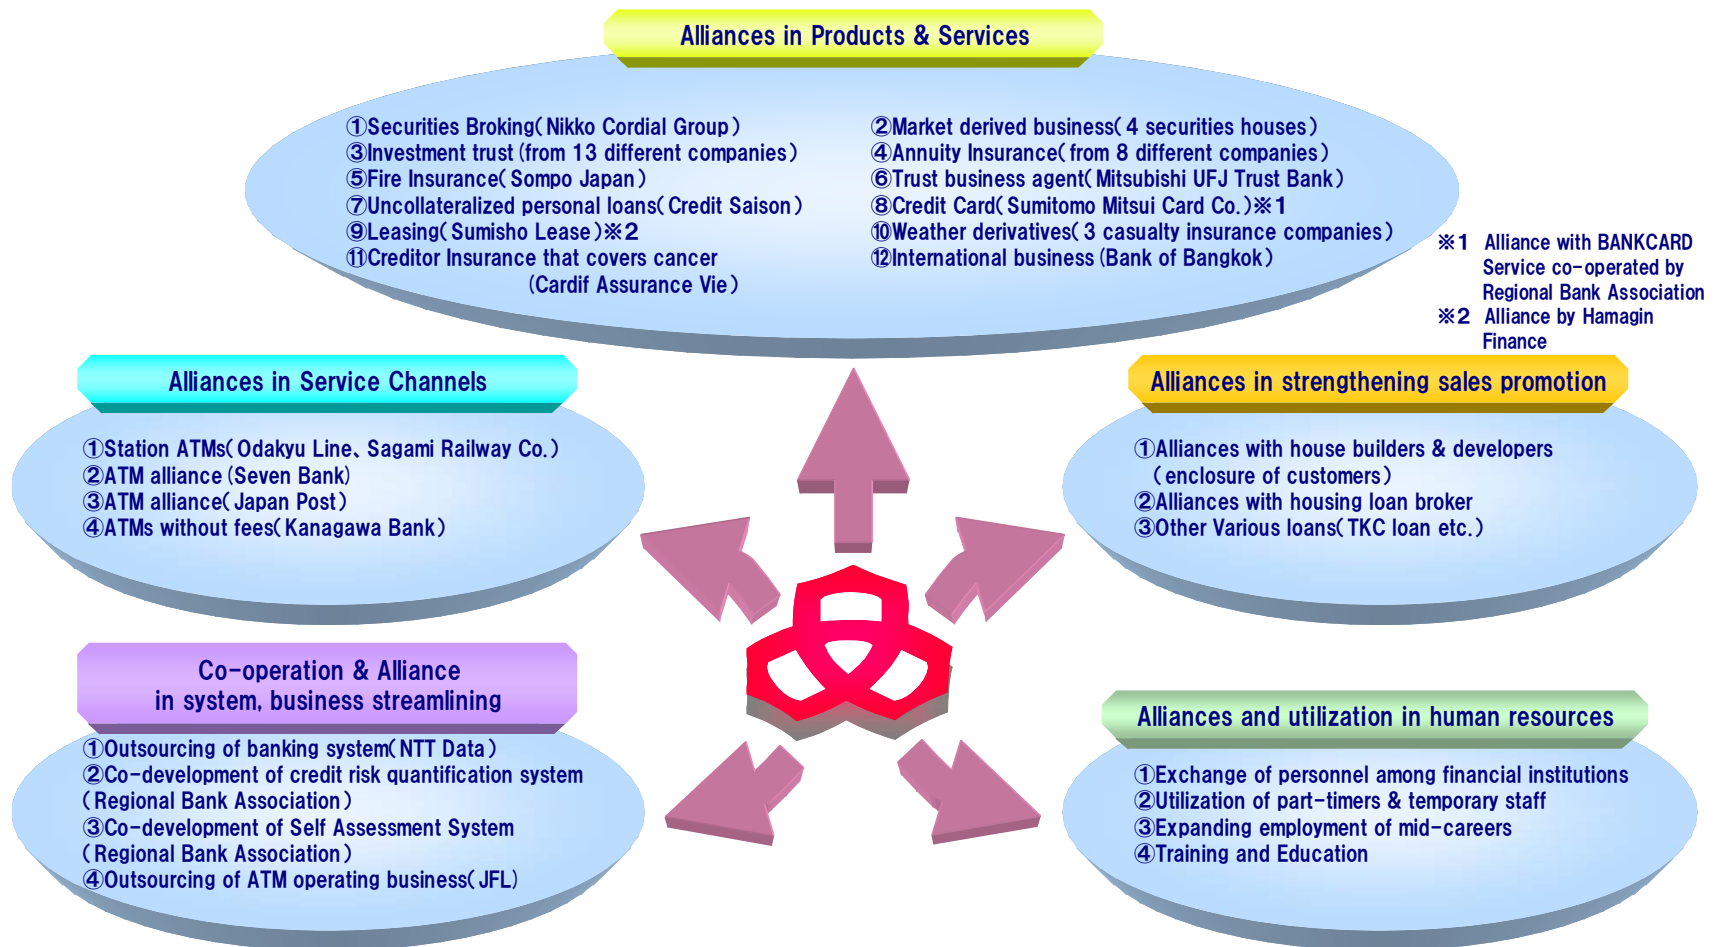 Alliances in Products & Services
①Securities Broking(Nikko Cordial Group)
②Market derived business(4 securities houses)
③Investment trust(from 13 different companies)
④Annuity Insurance(from 8 different companies)
⑤Fire Insurance(Sompo Japan)
⑥Trust business agent(Mitsubishi UFJ Trust Bank)
⑦Uncollateralized personal loans(Credit Saison)
⑧Credit Card(Sumitomo Mitsui Card Co.)※1
⑨Leasing(Sumisho Lease)※2
⑩Weather derivatives(3 casualty insurance companies)
⑪Creditor Insurance that covers cancer
(Cardif Assurance Vie)
⑫International business(Bank of Bangkok)
※1 Alliance with BANKCARD
Service co-operated by
Regional Bank Association
※2 Alliance by Hamagin
Finance
Alliances in Service Channels
①Station ATMs(Odakyu Line、Sagami Railway Co.)
②ATM alliance(Seven Bank)
③ATM alliance(Japan Post)
④ATMs without fees(Kanagawa Bank)
Alliances in strengthening sales promotion
①Alliances with house builders & developers
(enclosure of customers)
②Alliances with housing loan broker
③Other Various loans(TKC loan etc.)
Co-operation & Alliance
in system, business streamlining
①Outsourcing of banking system(NTT Data)
②Co-development of credit risk quantification system
(Regional Bank Association)
③Co-development of Self Assessment System
(Regional Bank Association)
④Outsourcing of ATM operating business(JFL)
Alliances and utilization in human resources
①Exchange of personnel among financial institutions
②Utilization of part-timers & temporary staff
③Expanding employment of mid-careers
④Training and Education